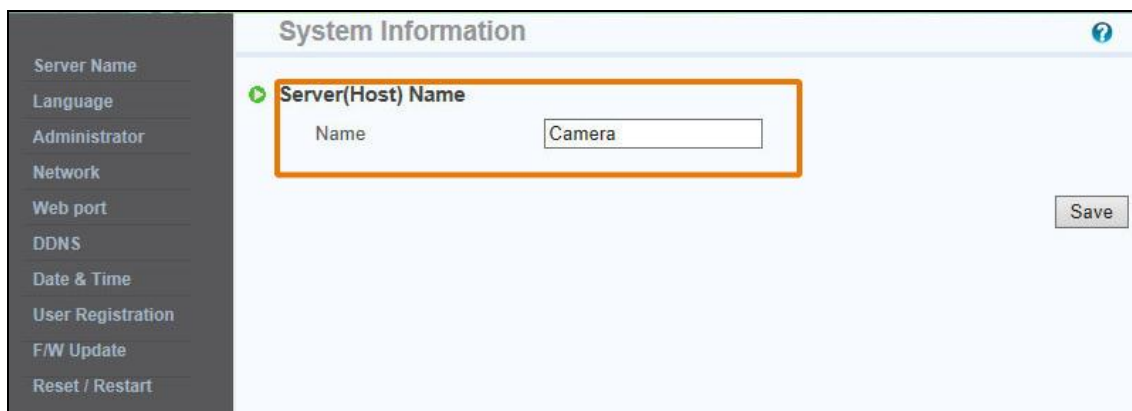 System Information
?
Server Name
Language
Administrator
Network
Web port
DDNS
Date & Time
User Registration
F/W Update
Reset / Restart
Server(Host) Name
Name
Camera
Save